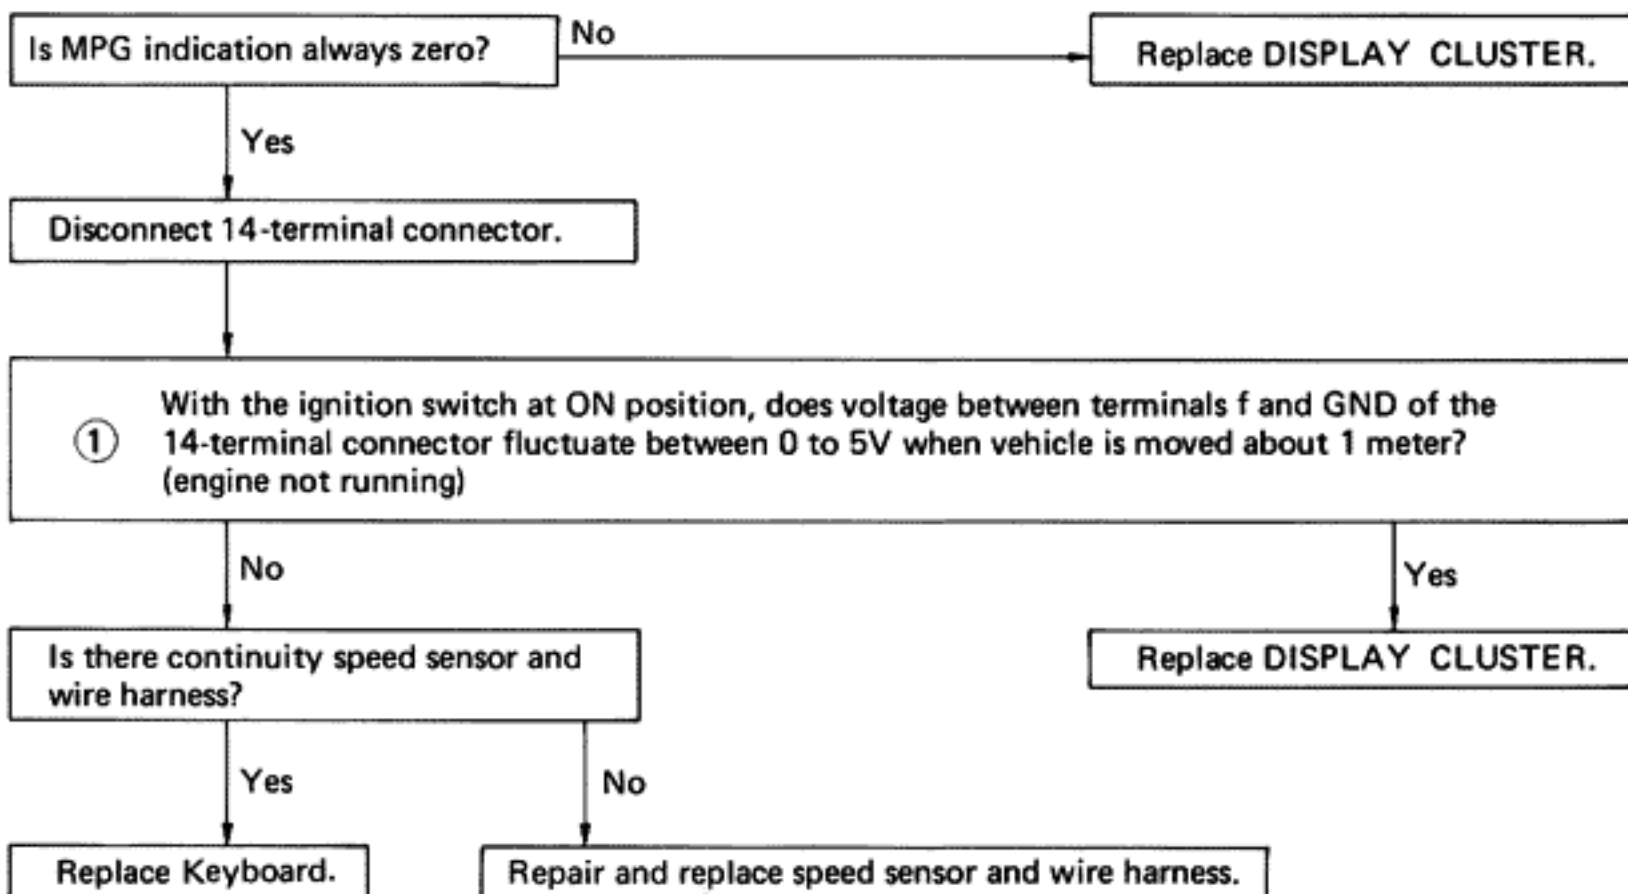 Is MPG indication always zero?
No
Replace DISPLAY CLUSTER.
Yes
Disconnect 14-terminal connector.
1
With the ignition switch at ON position, does voltage between terminals f and GND of the
14-terminal connector fluctuate between 0 to 5V when vehicle is moved about 1 meter?
(engine not running)
No
Yes
Is there continuity speed sensor and
wire harness?
Replace DISPLAY CLUSTER.
Yes
No
Replace Keyboard.
Repair and replace speed sensor and wire harness.